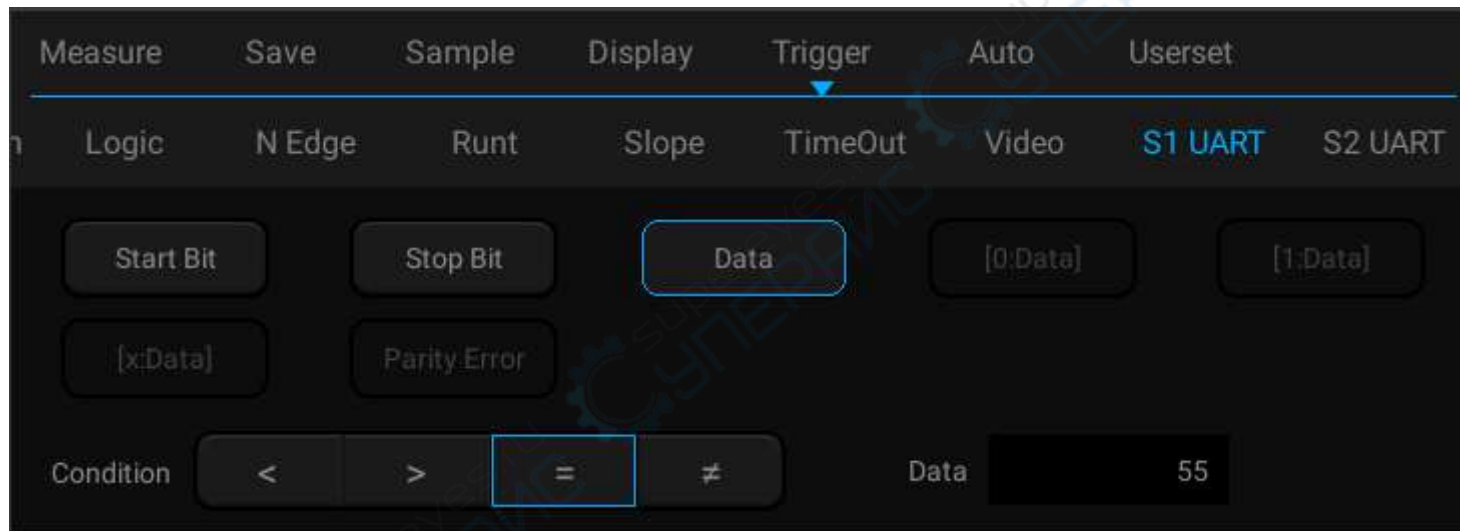 Measure Save Sample Display Trigger Auto Userset
Logic N Edge Runt Slope TimeOut Video S1 UART S2 UART
Start Bit Stop Bit Data [0:Data] [1:Data]
[x:Data] Parity Error
Condition < > = ≠ Data 55